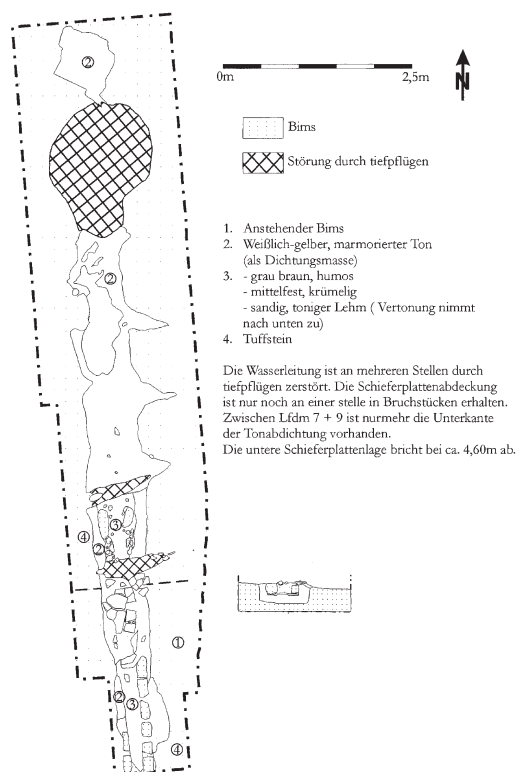 ②
0m 2,5m
N
Bims
Störung durch tiefpflügen
1. Anstehender Bims
2. Weißlich-gelber, marmorierter Ton
(als Dichtungsmasse)
3. - grau braun, humos
- mittelfest, krümelig
- sandig, toniger Lehm ( Vertonung nimmt
nach unten zu)
4. Tuffstein
②
Die Wasserleitung ist an mehreren Stellen durch
tiefpflügen zerstört. Die Schieferplattenabdeckung
ist nur noch an einer stelle in Bruchstücken erhalten.
Zwischen Lfdm 7 + 9 ist nurmehr die Unterkante
der Tonabdichtung vorhanden.
Die untere Schieferplattenlage bricht bei ca. 4,60m ab.
③
④
②
①
②
③
④